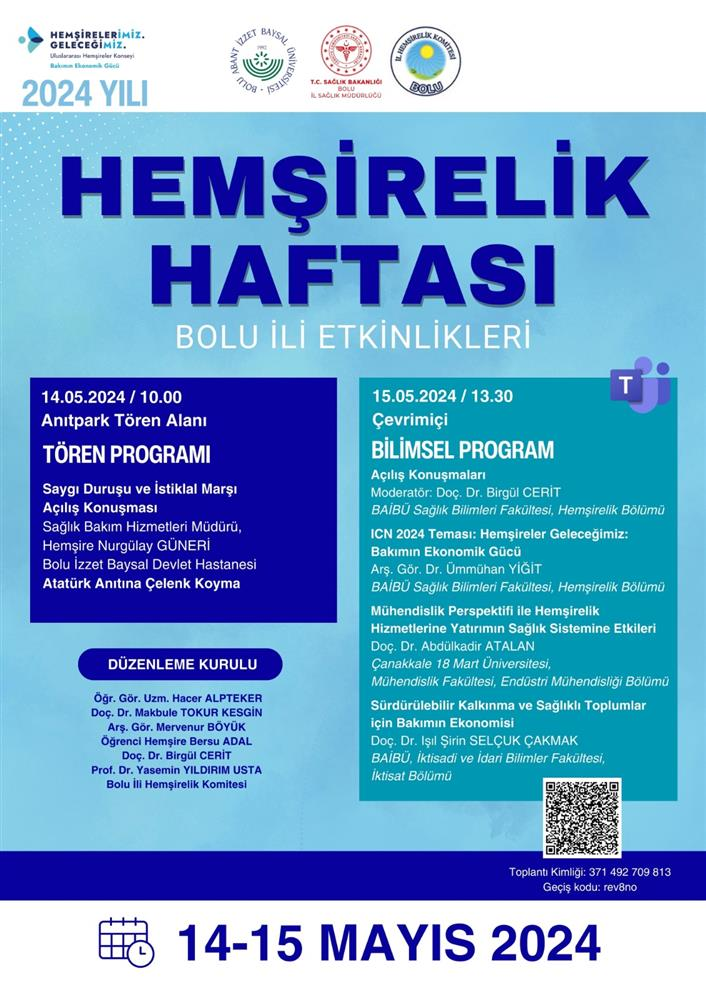 HEMŞİRELERİMİZ.
GELECEĞİMİZ.
Uluslararası Hemşireler Konseyi
Bakımın Ekonomik Gücü
2024 YILI
BOLU ABANT İZZET BAYSAL ÜNİVERSİTESİ
1992
T.C. SAĞLIK BAKANLIĞI
BOLU
İL SAĞLIK MÜDÜRLÜĞÜ
İL HEMŞİRELİK KOMİTESİ
BOLU
HEMŞİRELİK
HAFTASI
BOLU İLİ ETKİNLİKLERİ
14.05.2024 / 10.00
Anıtpark Tören Alanı
TÖREN PROGRAMI
Saygı Duruşu ve İstiklal Marşı
Açılış Konuşması
Sağlık Bakım Hizmetleri Müdürü,
Hemşire Nurgülay GÜNERİ
Bolu İzzet Baysal Devlet Hastanesi
Atatürk Anıtına Çelenk Koyma
DÜZENLEME KURULU
Öğr. Gör. Uzm. Hacer ALPTEKER
Doç. Dr. Makbule TOKUR KESGİN
Arş. Gör. Mervenur BÖYÜK
Öğrenci Hemşire Bersu ADAL
Doç. Dr. Birgül CERİT
Prof. Dr. Yasemin YILDIRIM USTA
Bolu İli Hemşirelik Komitesi
T
15.05.2024 / 13.30
Çevrimiçi
BİLİMSEL PROGRAM
Açılış Konuşmaları
Moderatör: Doç. Dr. Birgül CERİT
BAİBÜ Sağlık Bilimleri Fakültesi, Hemşirelik Bölümü
ICN 2024 Teması: Hemşireler Geleceğimiz:
Bakımın Ekonomik Gücü
Arş. Gör. Dr. Ümmühan YİĞİT
BAİBÜ Sağlık Bilimleri Fakültesi, Hemşirelik Bölümü
Mühendislik Perspektifi ile Hemşirelik
Hizmetlerine Yatırımın Sağlık Sistemine Etkileri
Doç. Dr. Abdülkadir ATALAN
Çanakkale 18 Mart Üniversitesi,
Mühendislik Fakültesi, Endüstri Mühendisliği Bölümü
Sürdürülebilir Kalkınma ve Sağlıklı Toplumlar
için Bakımın Ekonomisi
Doç. Dr. Işıl Şirin SELÇUK ÇAKMAK
BAİBÜ, İktisadi ve İdari Bilimler Fakültesi,
İktisat Bölümü
Toplantı Kimliği: 371 492 709 813
Geçiş kodu: rev8no
14-15 MAYIS 2024